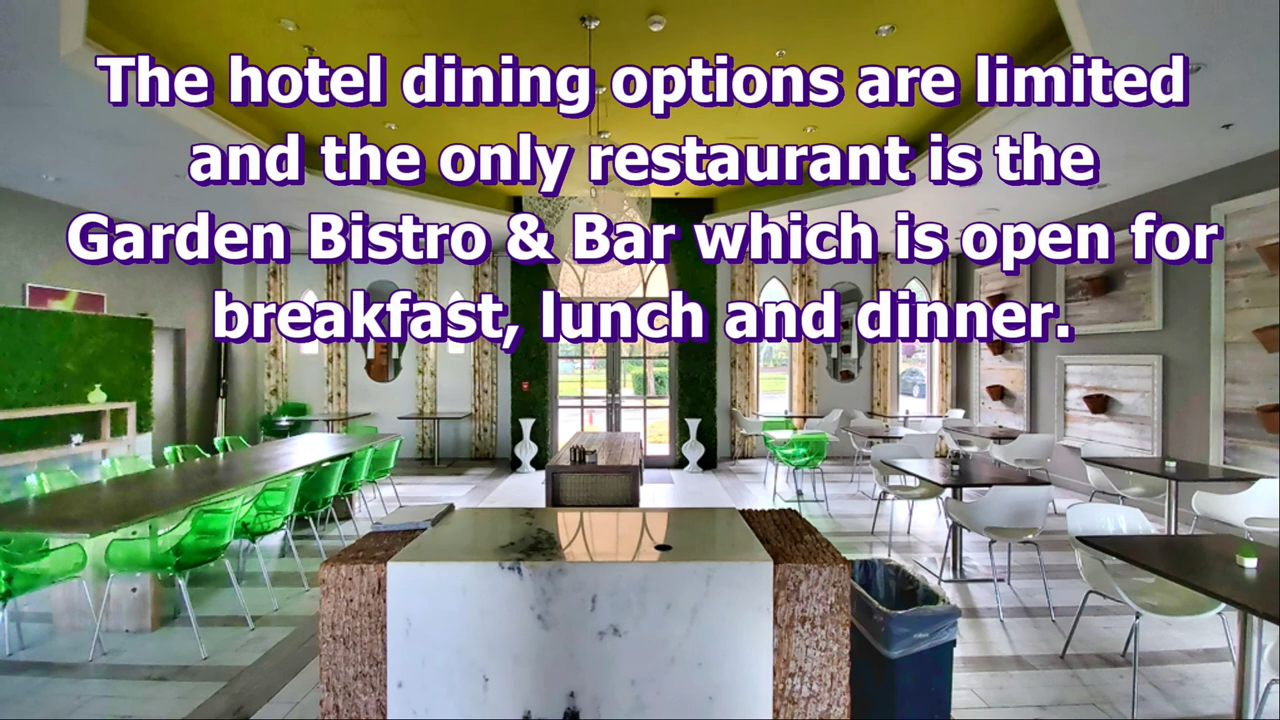 The hotel dining options are limited
and the only restaurant is the
Garden Bistro & Bar which is open for
breakfast, lunch and dinner.